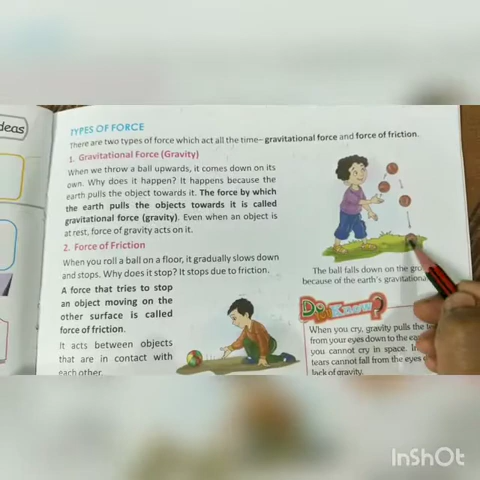 deas
TYPES OF FORCE
There are two types of force which act all the time– gravitational force and force of friction.
1. Gravitational Force (Gravity)
When we throw a ball upwards, it comes down on its
own. Why does it happen? It happens because the
earth pulls the object towards it. The force by which
the earth pulls the objects towards it is called
gravitational force (gravity). Even when an object is
at rest, force of gravity acts on it.
2. Force of Friction
When you roll a ball on a floor, it gradually slows down
and stops. Why does it stop? It stops due to friction.
A force that tries to stop
an object moving on the
other surface is called
force of friction.
It acts between objects
that are in contact with
each other.
The ball falls down on the gro
because of the earth's gravitationa
Do You Know?
When you cry, gravity pulls the
from your eyes down to the ea
you cannot cry in space. In
tears cannot fall from the eyes
lack of gravity.
InShOt